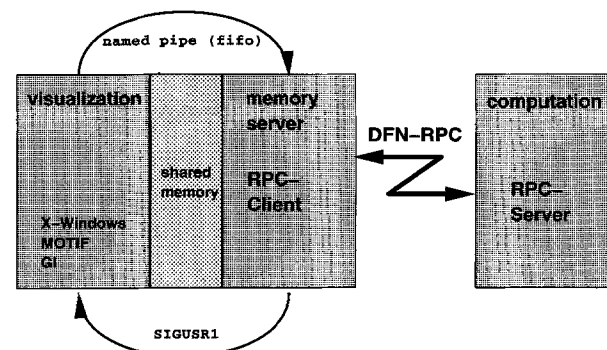 named pipe (fifo)
visualization
X-Windows
MOTIF
GI
shared
memory
memory
server
RPC–
Client
DFN–RPC
computation
RPC–
Server
SIGUSR1